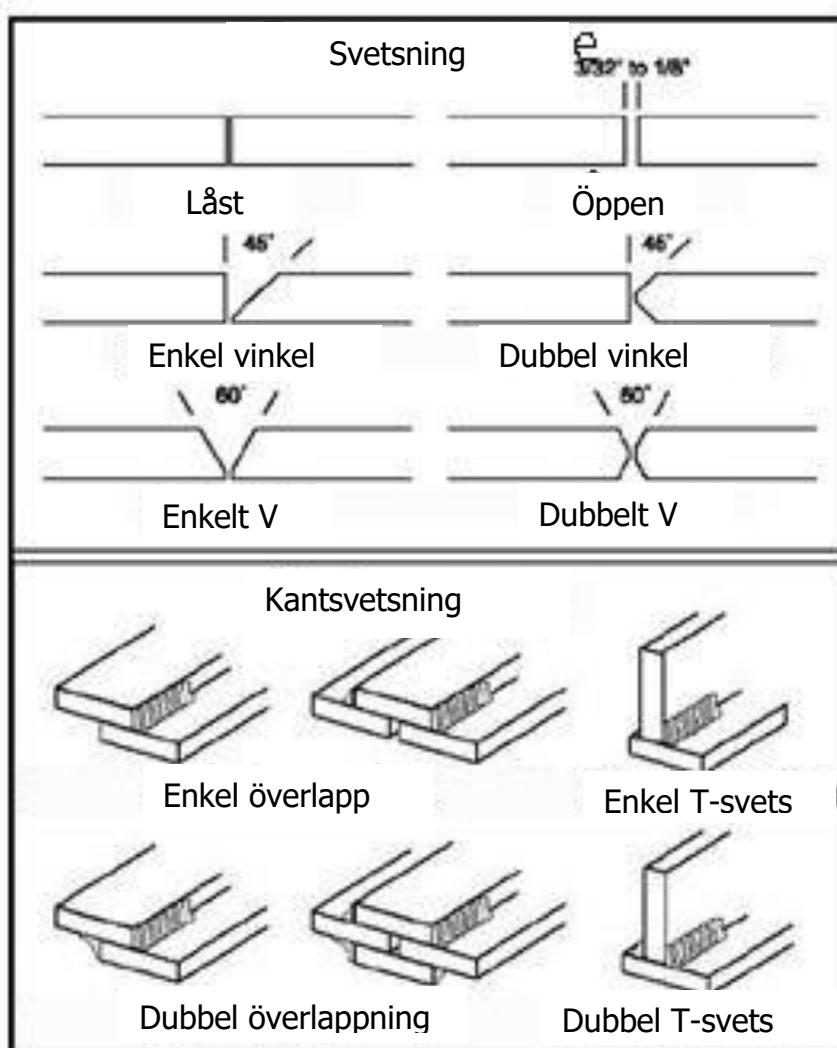 Svetsning
e
3/32" to 1/8"
Låst
Öppen
45°
45°
Enkel vinkel
Dubbel vinkel
60°
60°
Enkelt V
Dubbelt V
Kantsvetsning
Enkel överlapp
Enkel T-svets
Dubbel överlappning
Dubbel T-svets